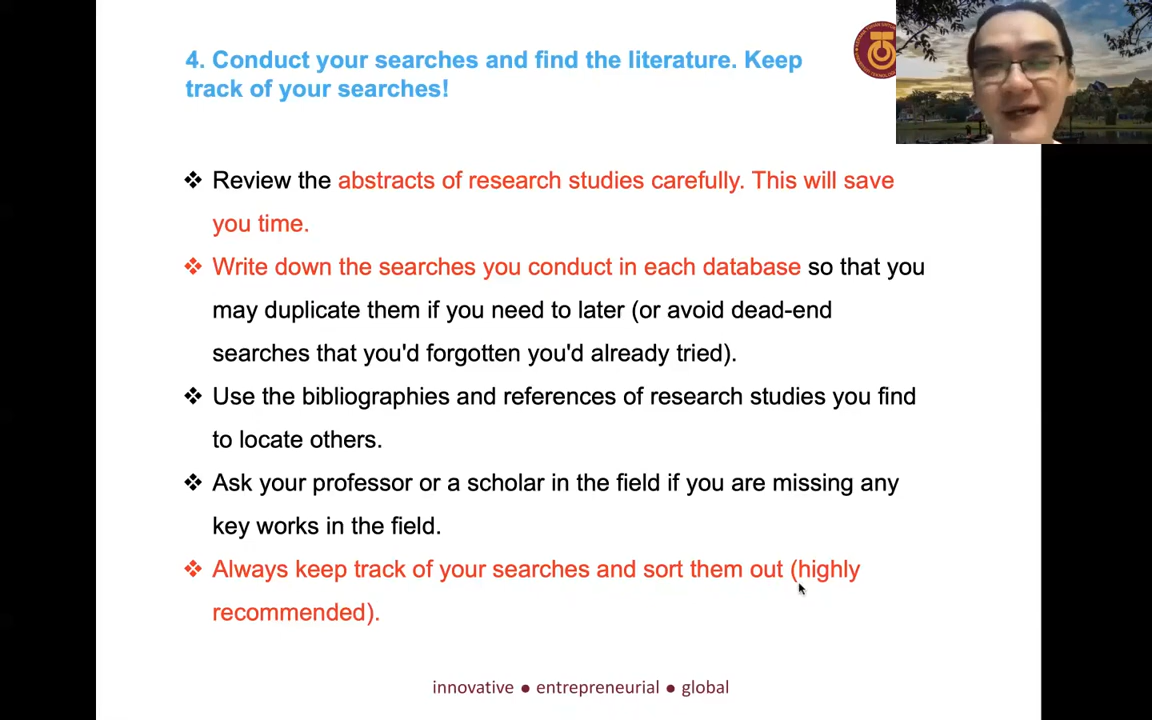 4. Conduct your searches and find the literature. Keep
track of your searches!
❖ Review the abstracts of research studies carefully. This will save
you time.
❖ Write down the searches you conduct in each database so that you
may duplicate them if you need to later (or avoid dead-end
searches that you'd forgotten you'd already tried).
❖ Use the bibliographies and references of research studies you find
to locate others.
❖ Ask your professor or a scholar in the field if you are missing any
key works in the field.
❖ Always keep track of your searches and sort them out (highly
recommended).
innovative ● entrepreneurial ● global